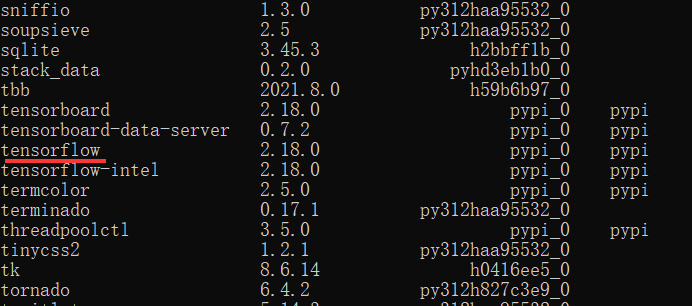 sniffio 1.3.0 py312haa95532_0
soupsieve 2.5 py312haa95532_0
sqlite 3.45.3 h2bbff1b_0
stack_data 0.2.0 pyhd3eb1b0_0
tbb 2021.8.0 h59b6b97_0
tensorboard 2.18.0 pypi_0 pypi
tensorboard-data-server 0.7.2 pypi_0 pypi
tensorflow 2.18.0 pypi_0 pypi
tensorflow-intel 2.18.0 pypi_0 pypi
termcolor 2.5.0 pypi_0 pypi
terminado 0.17.1 py312haa95532_0
threadpoolctl 3.5.0 pypi_0 pypi
tinycss2 1.2.1 py312haa95532_0
tk 8.6.14 h0416ee5_0
tornado 6.4.2 py312h827c3e9_0